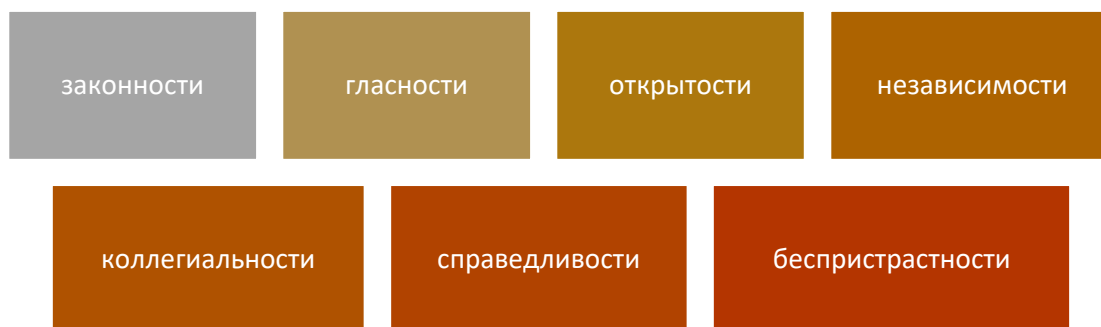 законности
гласности
открытости
независимости
коллегиальности
справедливости
беспристрастности